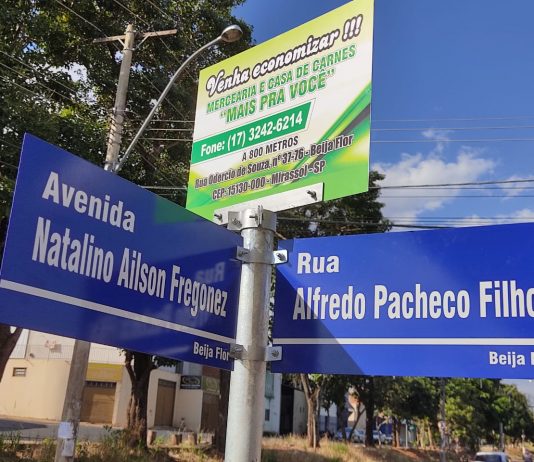 Venha economizar !!!
MERCEARIA E CASA DE CARNES
"MAIS PRA VOCÊ"
Fone: (17) 3242-6214
A 800 METROS
Rua Odercio de Souza, nº 37-76 - Beija Flor
CEP-15130-000 - Mirassol-SP
Avenida
Natalino Ailson Fregonez
Beija Flor
Rua
Alfredo Pacheco Filho
Beija Flor